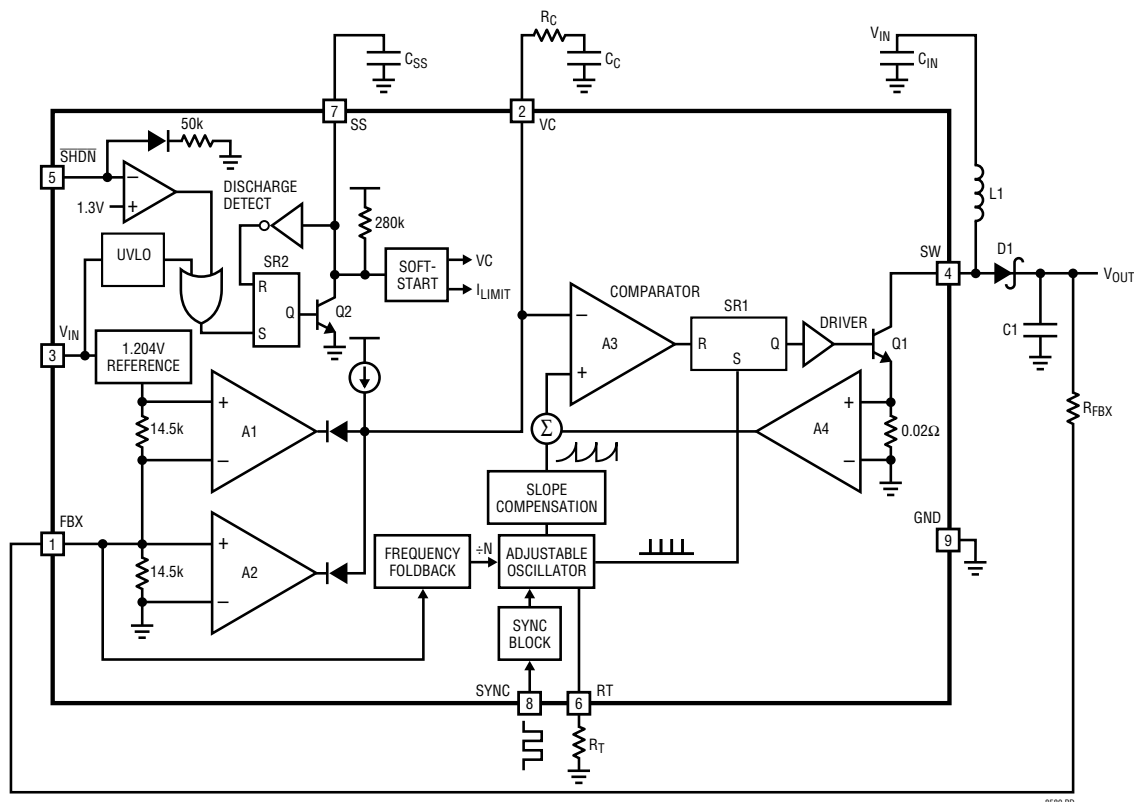 RC
CSS
CC
VIN
CIN
7
SS
2
VC
50k
SHDN
5
1.3V
DISCHARGE
DETECT
280k
L1
UVLO
SR2
R
Q
S
Q2
SOFT-
START
VC
ILIMIT
SW
4
D1
VOUT
COMPARATOR
SR1
DRIVER
A3
R
Q
S
Q1
C1
VIN
3
1.204V
REFERENCE
RFBX
14.5k
A1
Σ
A4
0.02Ω
SLOPE
COMPENSATION
FBX
1
GND
9
14.5k
A2
FREQUENCY
FOLDBACK
÷N
ADJUSTABLE
OSCILLATOR
SYNC
BLOCK
SYNC
8
6
RT
RT
+
−
+
−
+
−
+
−
+
−